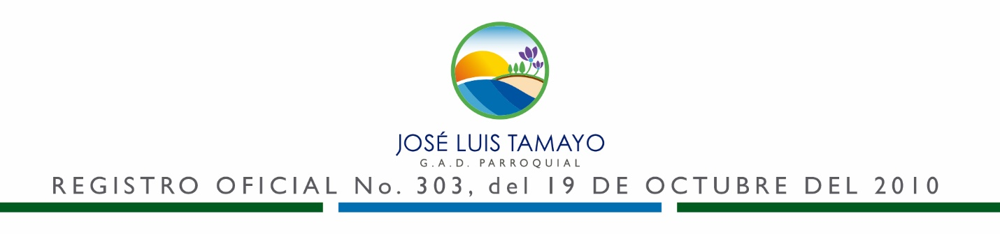 JOSÉ LUIS TAMAYO
G.A.D. PARROQUIAL
REGISTRO OFICIAL No. 303, del 19 DE OCTUBRE DEL 2010